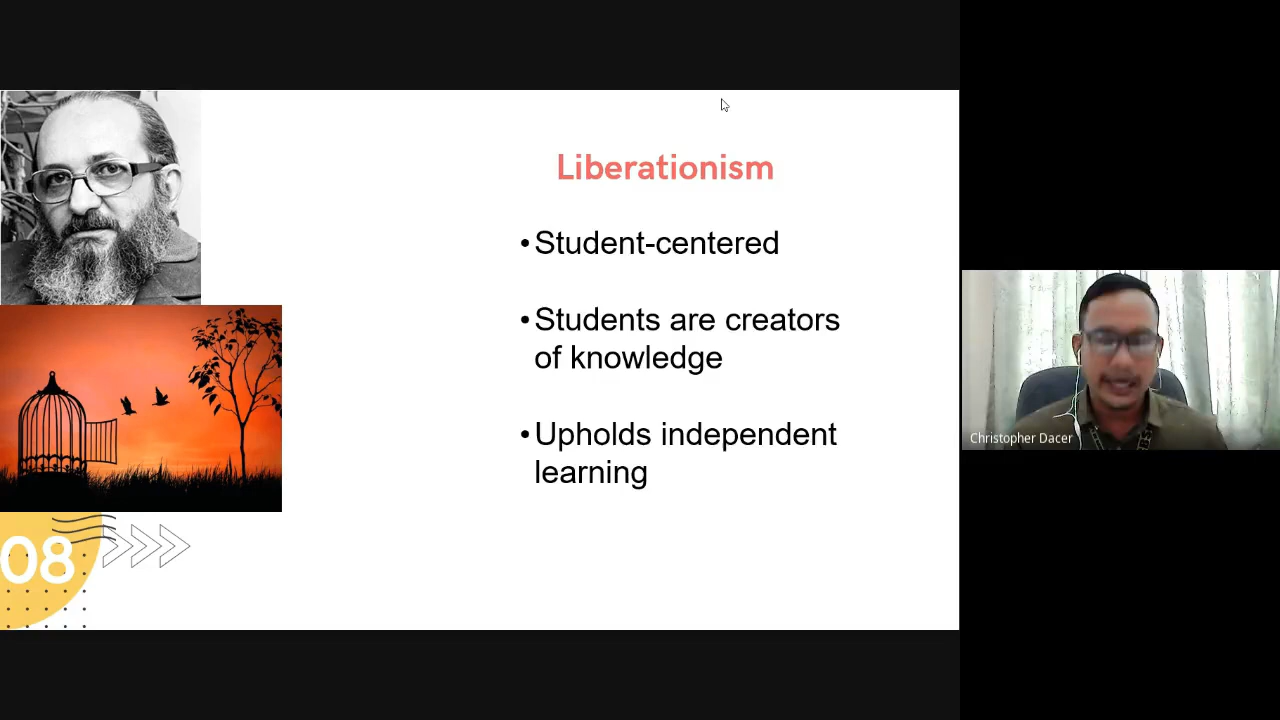 Liberationism
•Student-centered
•Students are creators
of knowledge
•Upholds independent
learning
08
Christopher Dacer